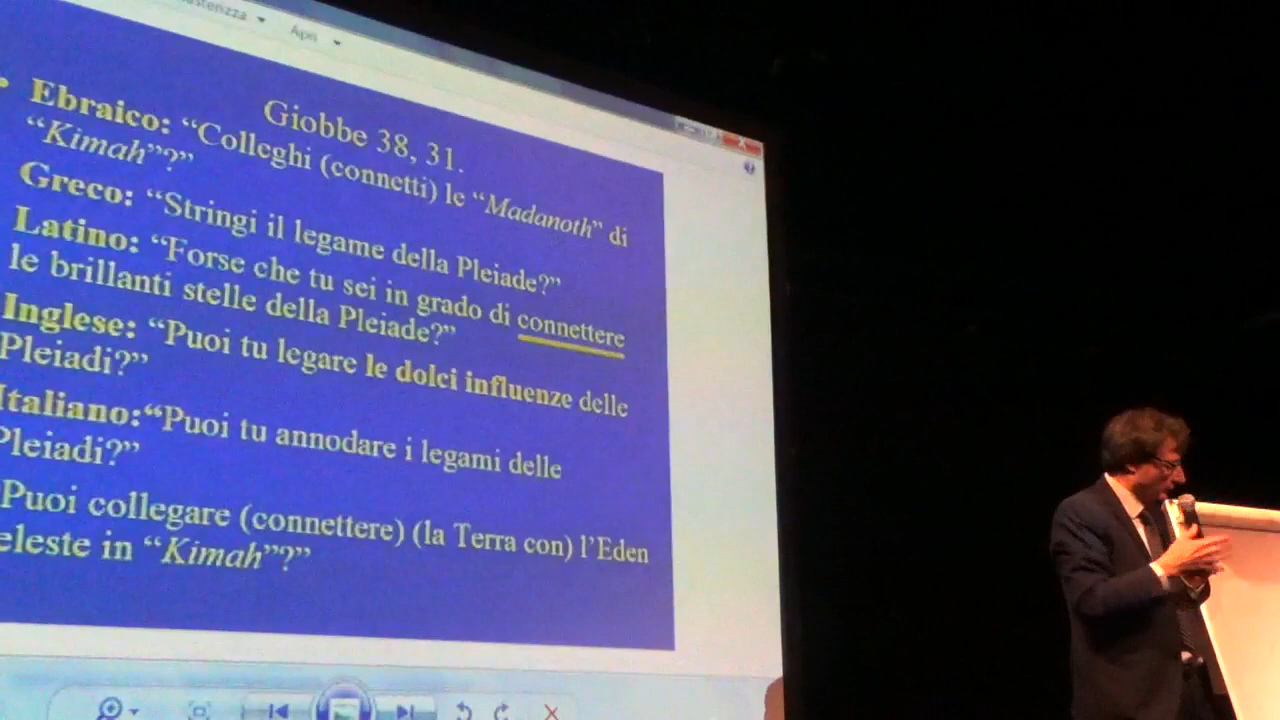 Apri
Giobbe 38, 31.
• Ebraico: “Colleghi (connetti) le “Madanoth” di
“Kimah”?”
Greco: “Stringi il legame della Pleiade?”
Latino: “Forse che tu sei in grado di connettere
le brillanti stelle della Pleiade?”
Inglese: “Puoi tu legare le dolci influenze delle
Pleiadi?”
Italiano:“Puoi tu annodare i legami delle
Pleiadi?”
Puoi collegare (connettere) (la Terra con) l’Eden
eleste in “Kimah”?”